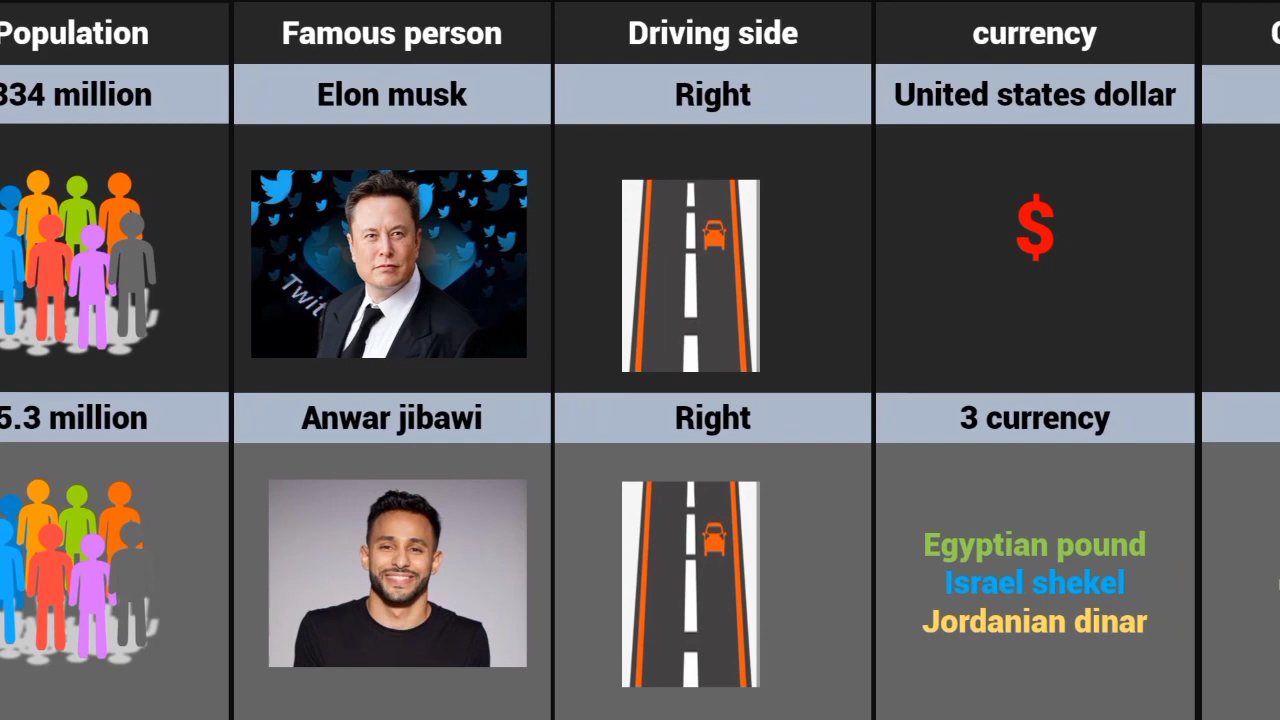 Population
Famous person
Driving side
currency
334 million
Elon musk
Right
United states dollar
Twit
$
5.3 million
Anwar jibawi
Right
3 currency
Egyptian pound
Israel shekel
Jordanian dinar